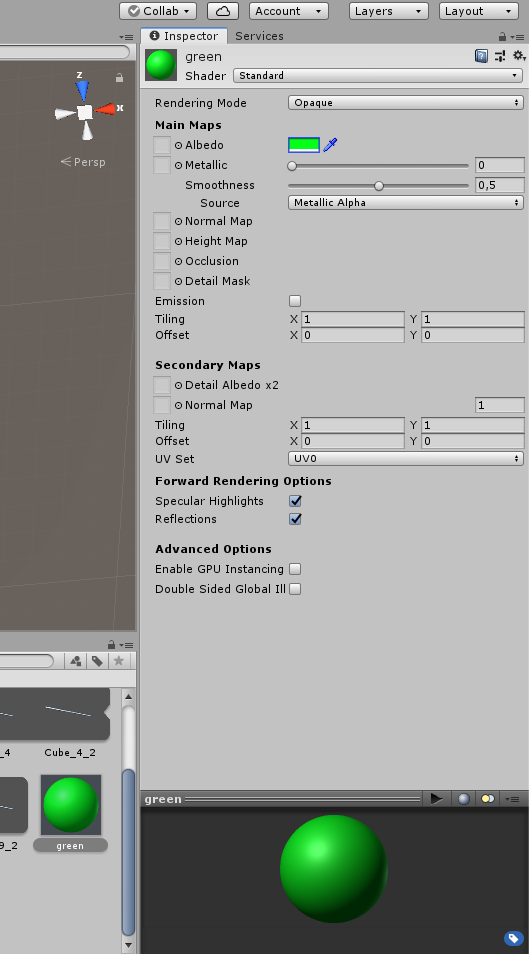 Collab
Account
Layers
Layout
Inspector
Services
green
Shader
Standard
z
x
Persp
Rendering Mode
Opaque
Main Maps
Albedo
Metallic
0
Smoothness
0,5
Source
Metallic Alpha
Normal Map
Height Map
Occlusion
Detail Mask
Emission
Tiling
X 1
Y 1
Offset
X 0
Y 0
Secondary Maps
Detail Albedo x2
Normal Map
1
Tiling
X 1
Y 1
Offset
X 0
Y 0
UV Set
UV0
Forward Rendering Options
Specular Highlights
Reflections
Advanced Options
Enable GPU Instancing
Double Sided Global Ill
_4
Cube_4_2
9_2
green
green